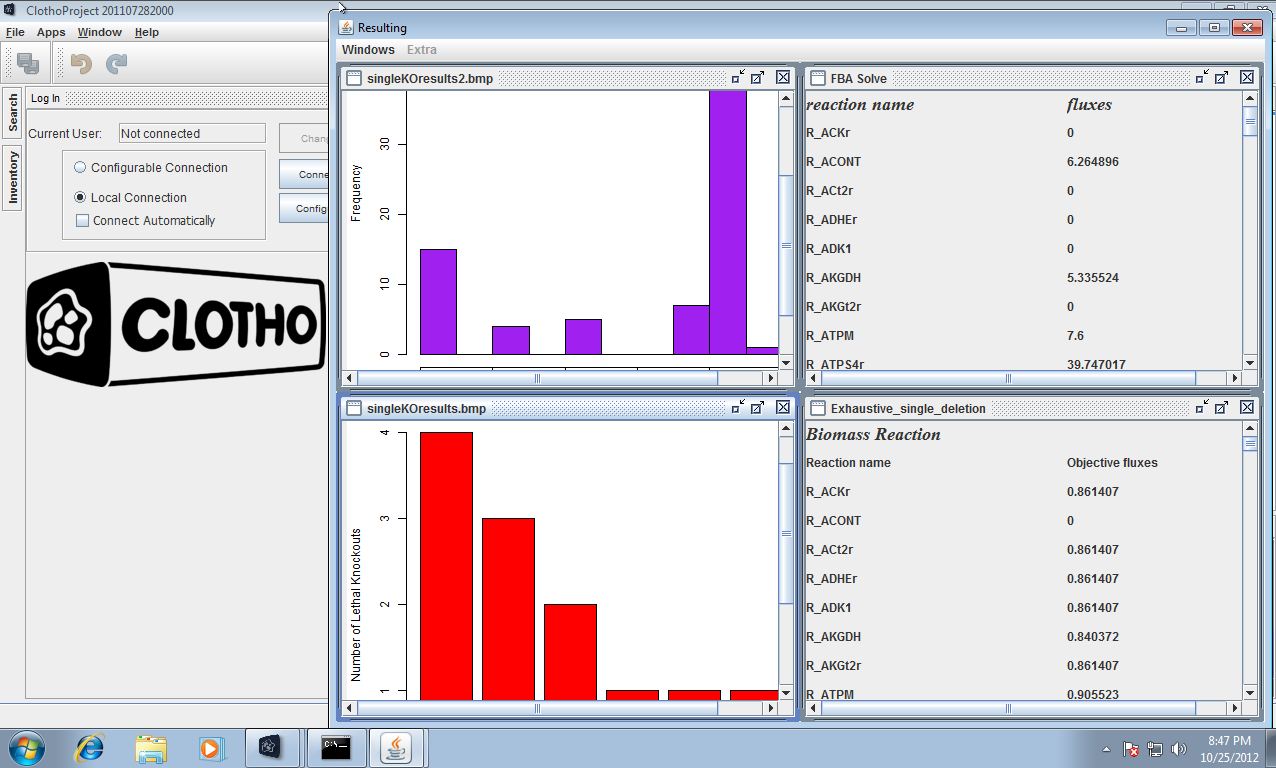 ClothoProject 201107282000
File Apps Window Help
Search
Inventory
Log In
Current User: Not connected
Chang
Configurable Connection
Conne
Local Connection
Config
Connect Automatically
CLOTHO
Resulting
Windows Extra
singleKOresults2.bmp
30
20
10
0
Frequency
FBA Solve
reaction name fluxes
R_ACKr 0
R_ACONT 6.264896
R_ACt2r 0
R_ADHEr 0
R_ADK1 0
R_AKGDH 5.335524
R_AKGt2r 0
R_ATPM 7.6
R_ATPS4r 39.747017
singleKOresults.bmp
4
3
2
1
Number of Lethal Knockouts
Exhaustive_single_deletion
Biomass Reaction
Reaction name Objective fluxes
R_ACKr 0.861407
R_ACONT 0
R_ACt2r 0.861407
R_ADHEr 0.861407
R_ADK1 0.861407
R_AKGDH 0.840372
R_AKGt2r 0.861407
R_ATPM 0.905523
C:\
8:47 PM
10/25/2012